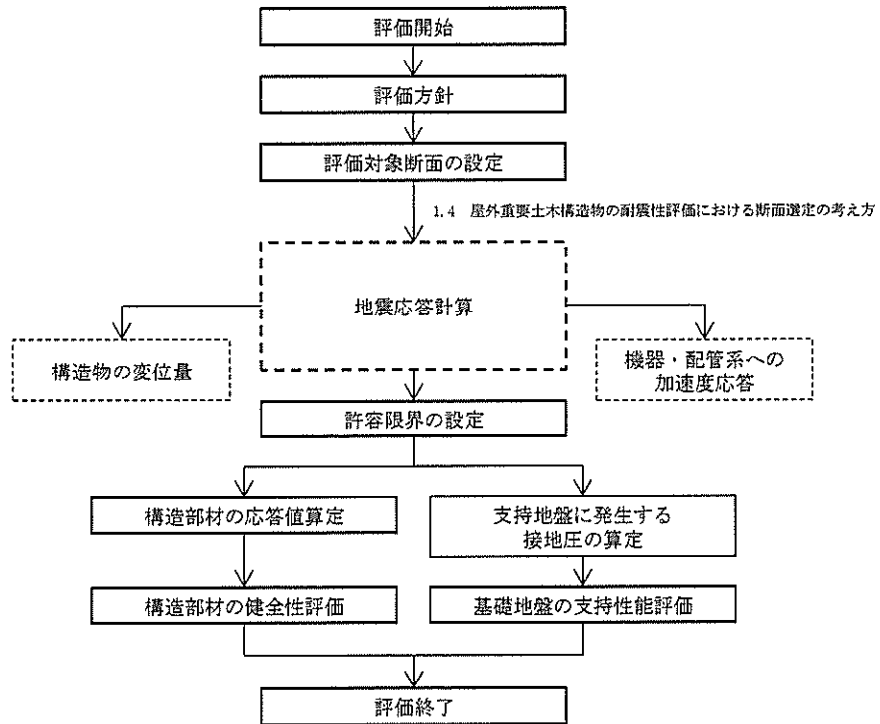 評価開始
評価方針
評価対象断面の設定
1.4 屋外重要土木構造物の耐震性評価における断面選定の考え方
地震応答計算
構造物の変位量
機器・配管系への
加速度応答
許容限界の設定
構造部材の応答値算定
支持地盤に発生する
接地圧の算定
構造部材の健全性評価
基礎地盤の支持性能評価
評価終了